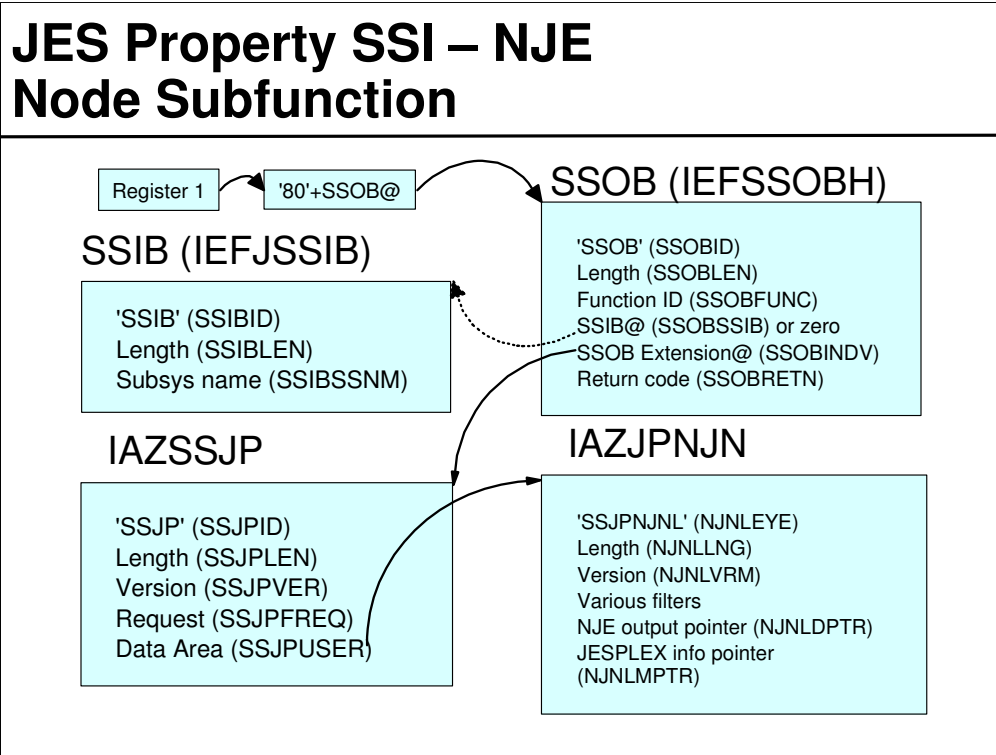 JES Property SSI – NJE
Node Subfunction
Register 1
'80'+SSOB@
SSOB (IEFSSOBH)
'SSOB' (SSOBID)
Length (SSOBLEN)
Function ID (SSOBFUNC)
SSIB@ (SSOBSSIB) or zero
SSOB Extension@ (SSOBINDV)
Return code (SSOBRETN)
SSIB (IEFJSSIB)
'SSIB' (SSIBID)
Length (SSIBLEN)
Subsys name (SSIBSSNM)
IAZSSJP
'SSJP' (SSJPID)
Length (SSJPLEN)
Version (SSJPVER)
Request (SSJPFREQ)
Data Area (SSJPUSER)
IAZJPNJN
'SSJPNJNL' (NJNLEYE)
Length (NJNLLNG)
Version (NJNLVRM)
Various filters
NJE output pointer (NJNLDPTR)
JESPLEX info pointer
(NJNLMPTR)